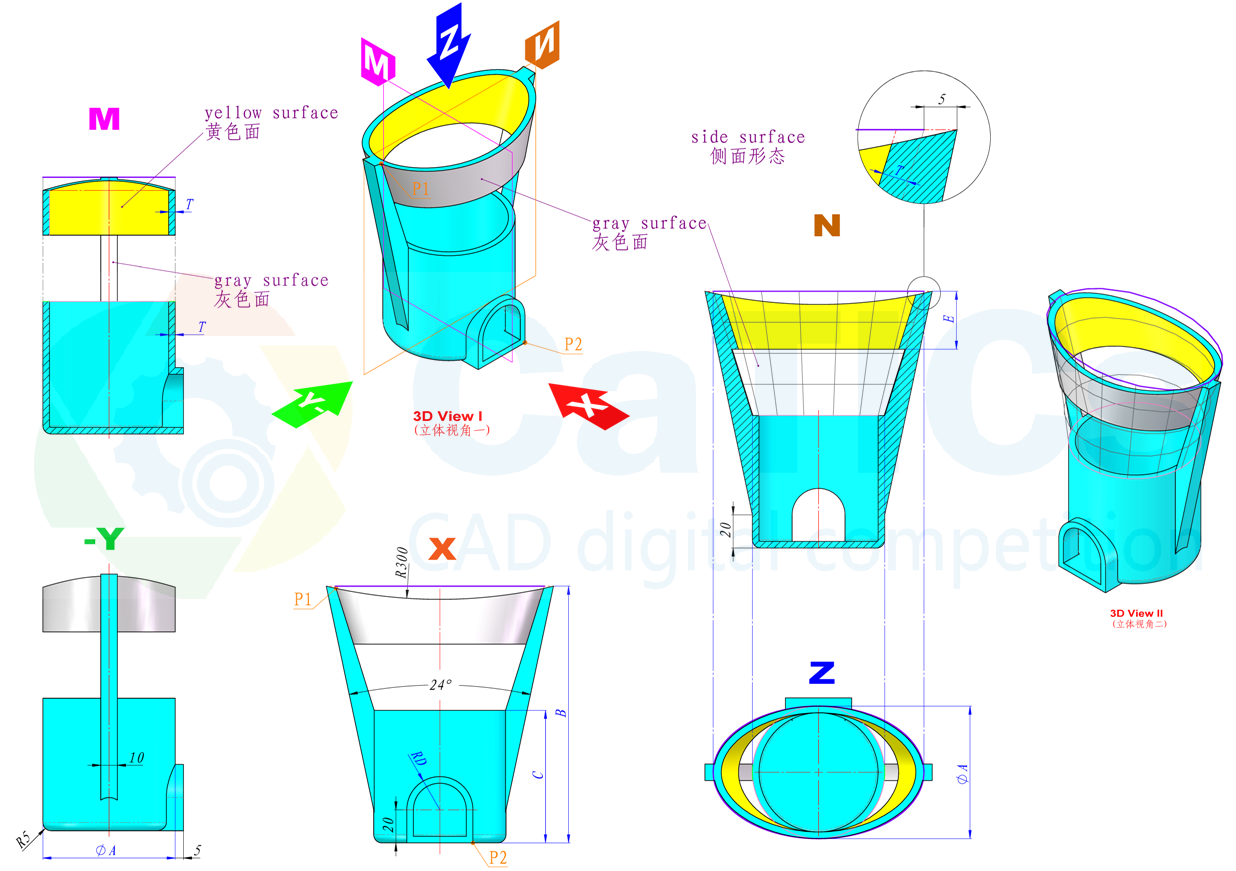 M
Z
N
yellow surface
黄色面
M
T
gray surface
灰色面
T
P1
P2
-Y
X
3D View I
(立体视角一)
side surface
侧面形态
gray surface
灰色面
5
T
N
E
20
3D View II
(立体视角二)
CaTICs
CAD digital competition
-Y
10
R5
ΦA
5
X
P1
R300
24°
B
C
RD
20
P2
Z
ΦA